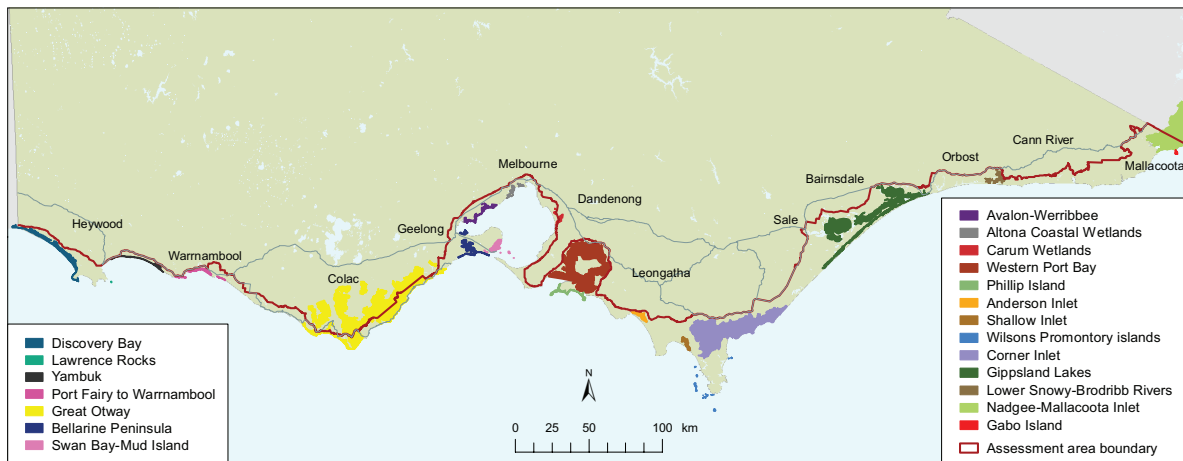 Melbourne
Cann River
Orbost
Mallacoota
Bairnsdale
Dandenong
Sale
Heywood
Geelong
Warrnambool
Leongatha
Colac
Discovery Bay
Lawrence Rocks
Yambuk
Port Fairy to Warrnambool
Great Otway
Bellarine Peninsula
Swan Bay-Mud Island
N
0 25 50 100 km
Avalon-Werribbee
Altona Coastal Wetlands
Carum Wetlands
Western Port Bay
Phillip Island
Anderson Inlet
Shallow Inlet
Wilsons Promontory islands
Corner Inlet
Gippsland Lakes
Lower Snowy-Brodribb Rivers
Nadgee-Mallacoota Inlet
Gabo Island
Assessment area boundary